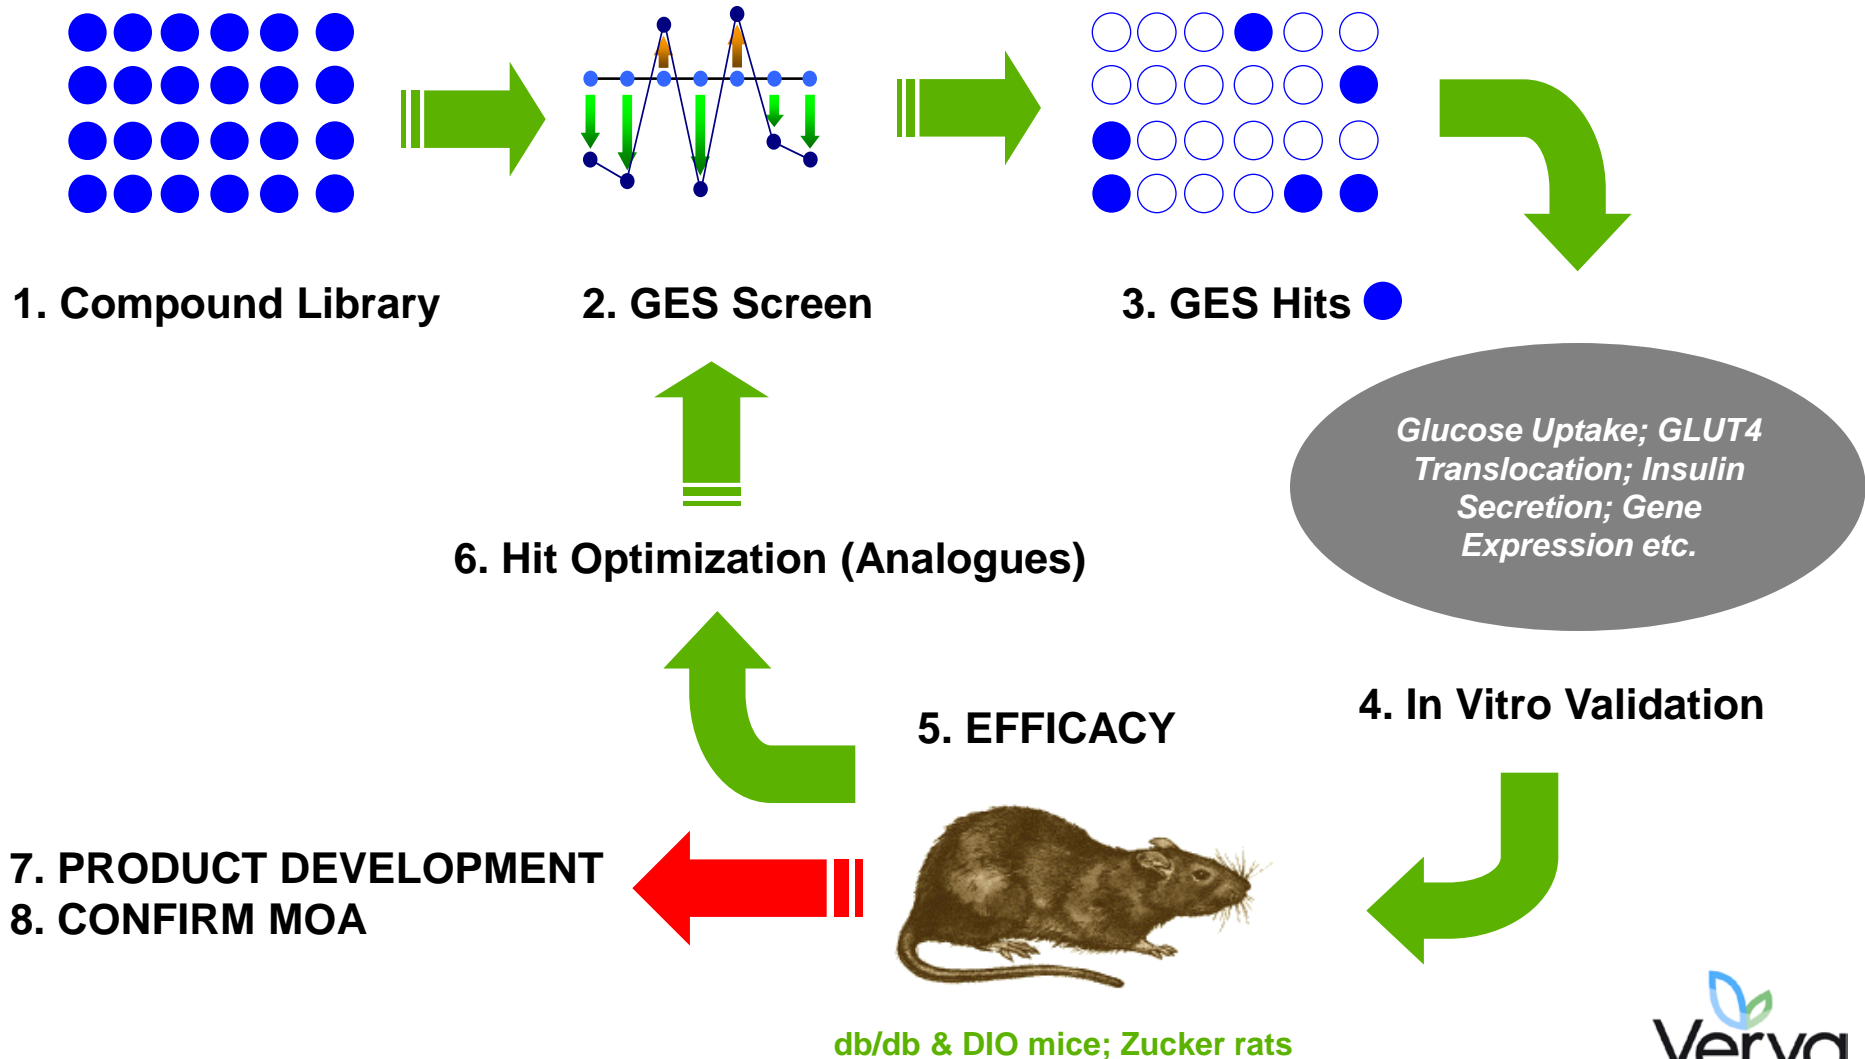 1. Compound Library
2. GES Screen
3. GES Hits
Glucose Uptake; GLUT4
Translocation; Insulin
Secretion; Gene
Expression etc.
6. Hit Optimization (Analogues)
4. In Vitro Validation
5. EFFICACY
7. PRODUCT DEVELOPMENT
8. CONFIRM MOA
db/db & DIO mice; Zucker rats
Verva